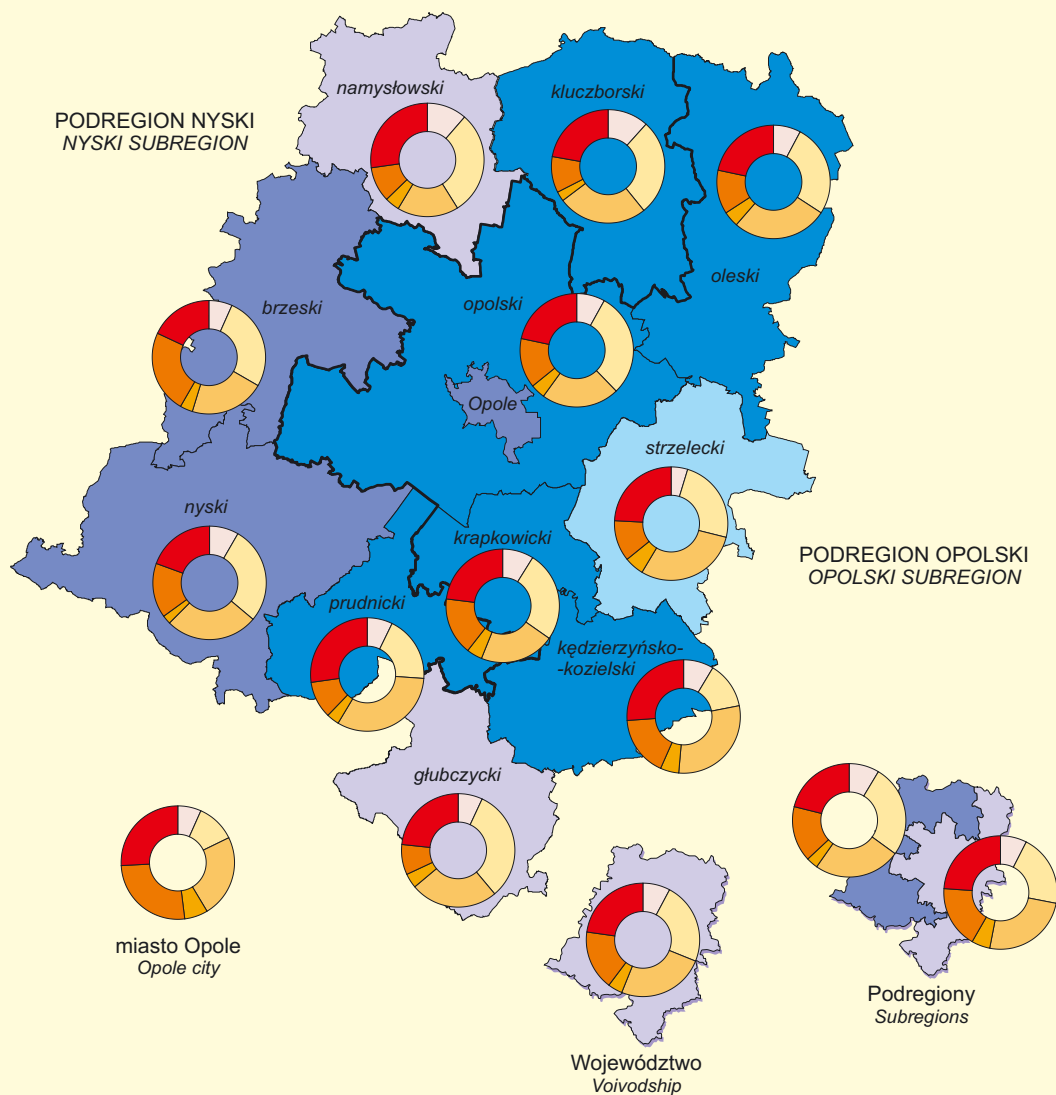 namysłowski
kluczborski
PODREGION NYSKI
NYSKI SUBREGION
oleski
brzeski
opolski
Opole
strzelecki
nyski
krapkowicki
PODREGION OPOLSKI
OPOLSKI SUBREGION
prudnicki
kędzierzyńsko-
-kozielski
głubczycki
miasto Opole
Opole city
Podregiony
Subregions
Województwo
Voivodship